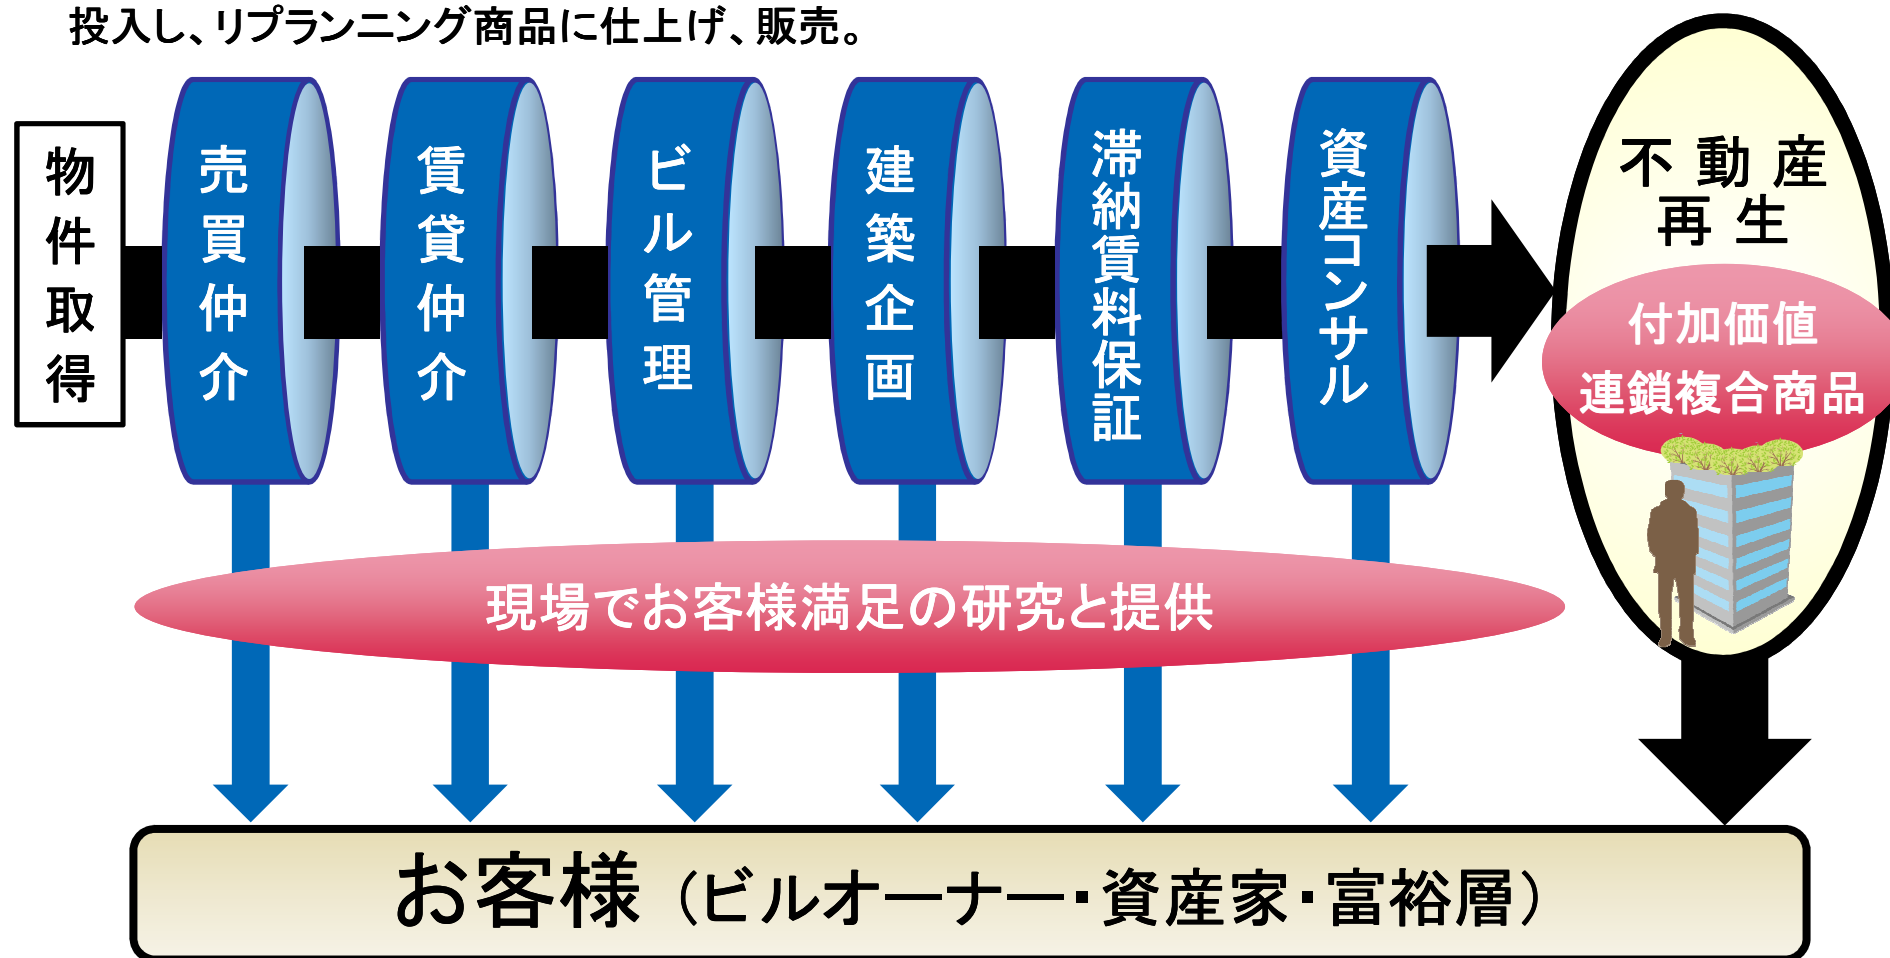 投入し、リプランニング商品に仕上げ、販売。
物件取得
売買仲介
賃貸仲介
ビル管理
建築企画
滞納賃料保証
資産コンサル
不動産
再生
付加価値
連鎖複合商品
現場でお客様満足の研究と提供
お客様（ビルオーナー・資産家・富裕層）